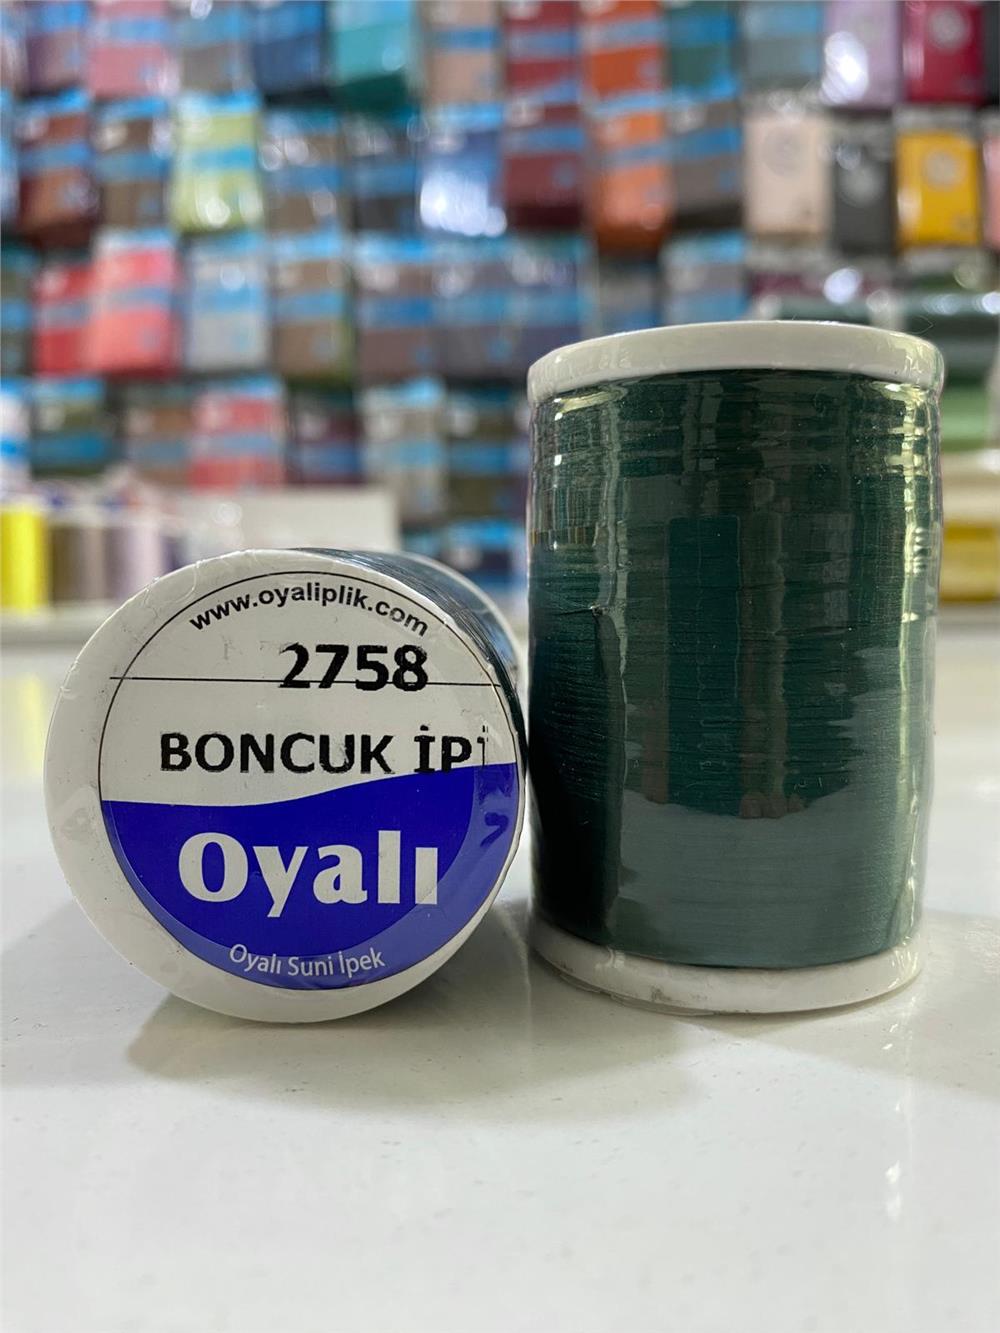 www.oyaliplik.com
2758
BONCUK İPİ
Oyalı
Oyalı Suni İpek